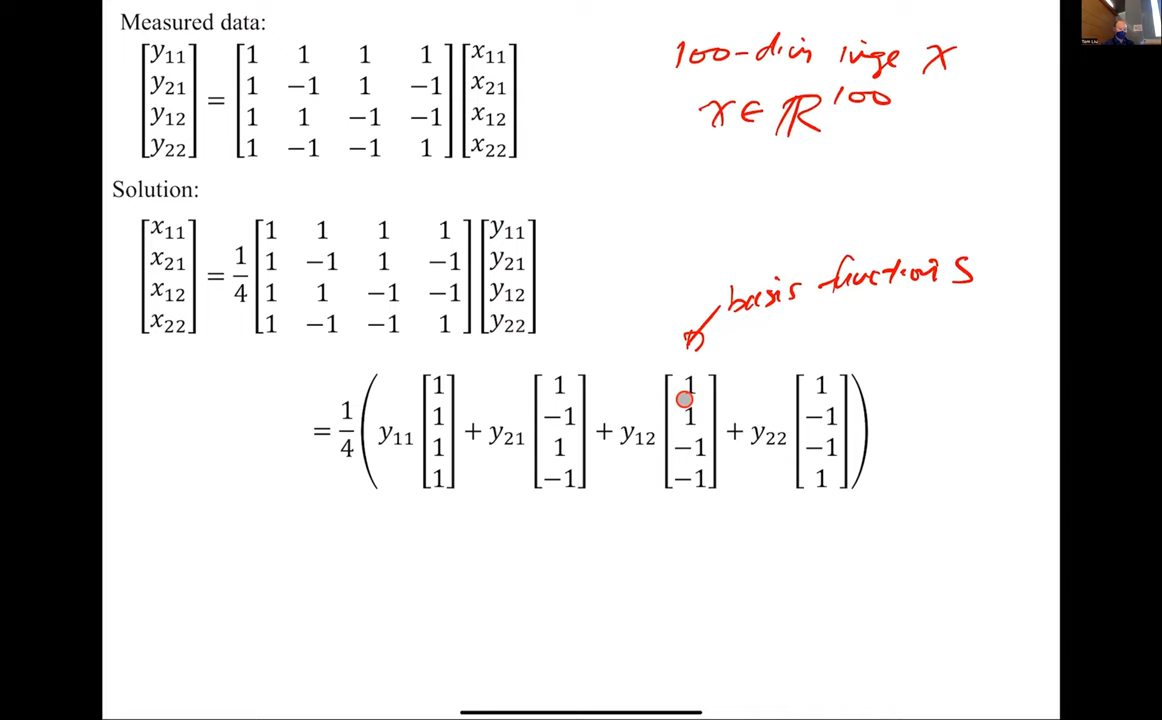 Measured data:
[y₁₁ y₂₁ y₁₂ y₂₂] = [1 1 1 1; 1 −1 1 −1; 1 1 −1 −1; 1 −1 −1 1] [x₁₁ x₂₁ x₁₂ x₂₂]
100-dim image x
x ∈ ℝ¹⁰⁰
Solution:
[x₁₁ x₂₁ x₁₂ x₂₂] = 1/4 [1 1 1 1; 1 −1 1 −1; 1 1 −1 −1; 1 −1 −1 1] [y₁₁ y₂₁ y₁₂ y₂₂]
basis functions
= 1/4 ( y₁₁ [1 1 1 1] + y₂₁ [1 −1 1 −1] + y₁₂ [1 1 −1 −1] + y₂₂ [1 −1 −1 1] )